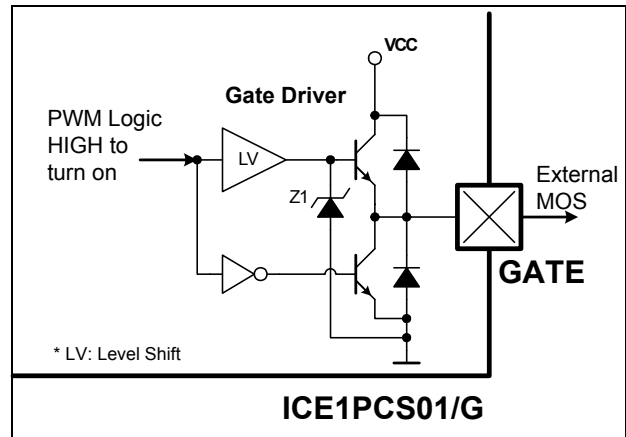 VCC
Gate Driver
PWM Logic
HIGH to
turn on
LV
Z1
External
MOS
GATE
* LV: Level Shift
ICE1PCS01/G